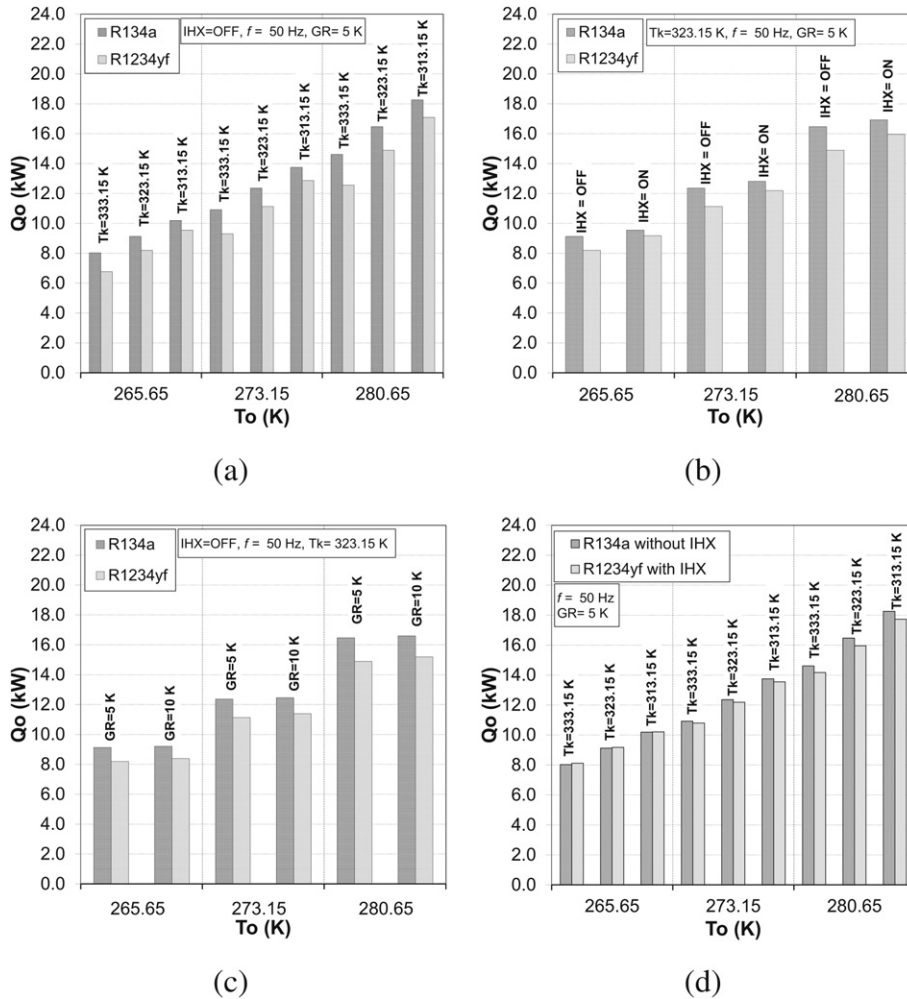 24.0
22.0
20.0
18.0
16.0
14.0
12.0
10.0
8.0
6.0
4.0
2.0
0.0
Qo (kW)
R134a
R1234yf
IHX=OFF, f = 50 Hz, GR= 5 K
Tk=333.15 K
Tk=323.15 K
Tk=313.15 K
Tk=333.15 K
Tk=323.15 K
Tk=313.15 K
Tk=333.15 K
Tk=323.15 K
Tk=313.15 K
265.65 273.15 280.65
To (K)
(a)
24.0
22.0
20.0
18.0
16.0
14.0
12.0
10.0
8.0
6.0
4.0
2.0
0.0
Qo (kW)
R134a
R1234yf
Tk=323.15 K, f = 50 Hz, GR= 5 K
IHX = OFF
IHX= ON
IHX = OFF
IHX= ON
IHX = OFF
IHX= ON
265.65 273.15 280.65
To (K)
(b)
24.0
22.0
20.0
18.0
16.0
14.0
12.0
10.0
8.0
6.0
4.0
2.0
0.0
Qo (kW)
R134a
R1234yf
IHX=OFF, f = 50 Hz, Tk= 323.15 K
GR=5 K
GR=10 K
GR=5 K
GR=10 K
GR=5 K
GR=10 K
265.65 273.15 280.65
To (K)
(c)
24.0
22.0
20.0
18.0
16.0
14.0
12.0
10.0
8.0
6.0
4.0
2.0
0.0
Qo (kW)
R134a without IHX
R1234yf with IHX
f = 50 Hz
GR= 5 K
Tk=333.15 K
Tk=323.15 K
Tk=313.15 K
Tk=333.15 K
Tk=323.15 K
Tk=313.15 K
Tk=333.15 K
Tk=323.15 K
Tk=313.15 K
265.65 273.15 280.65
To (K)
(d)